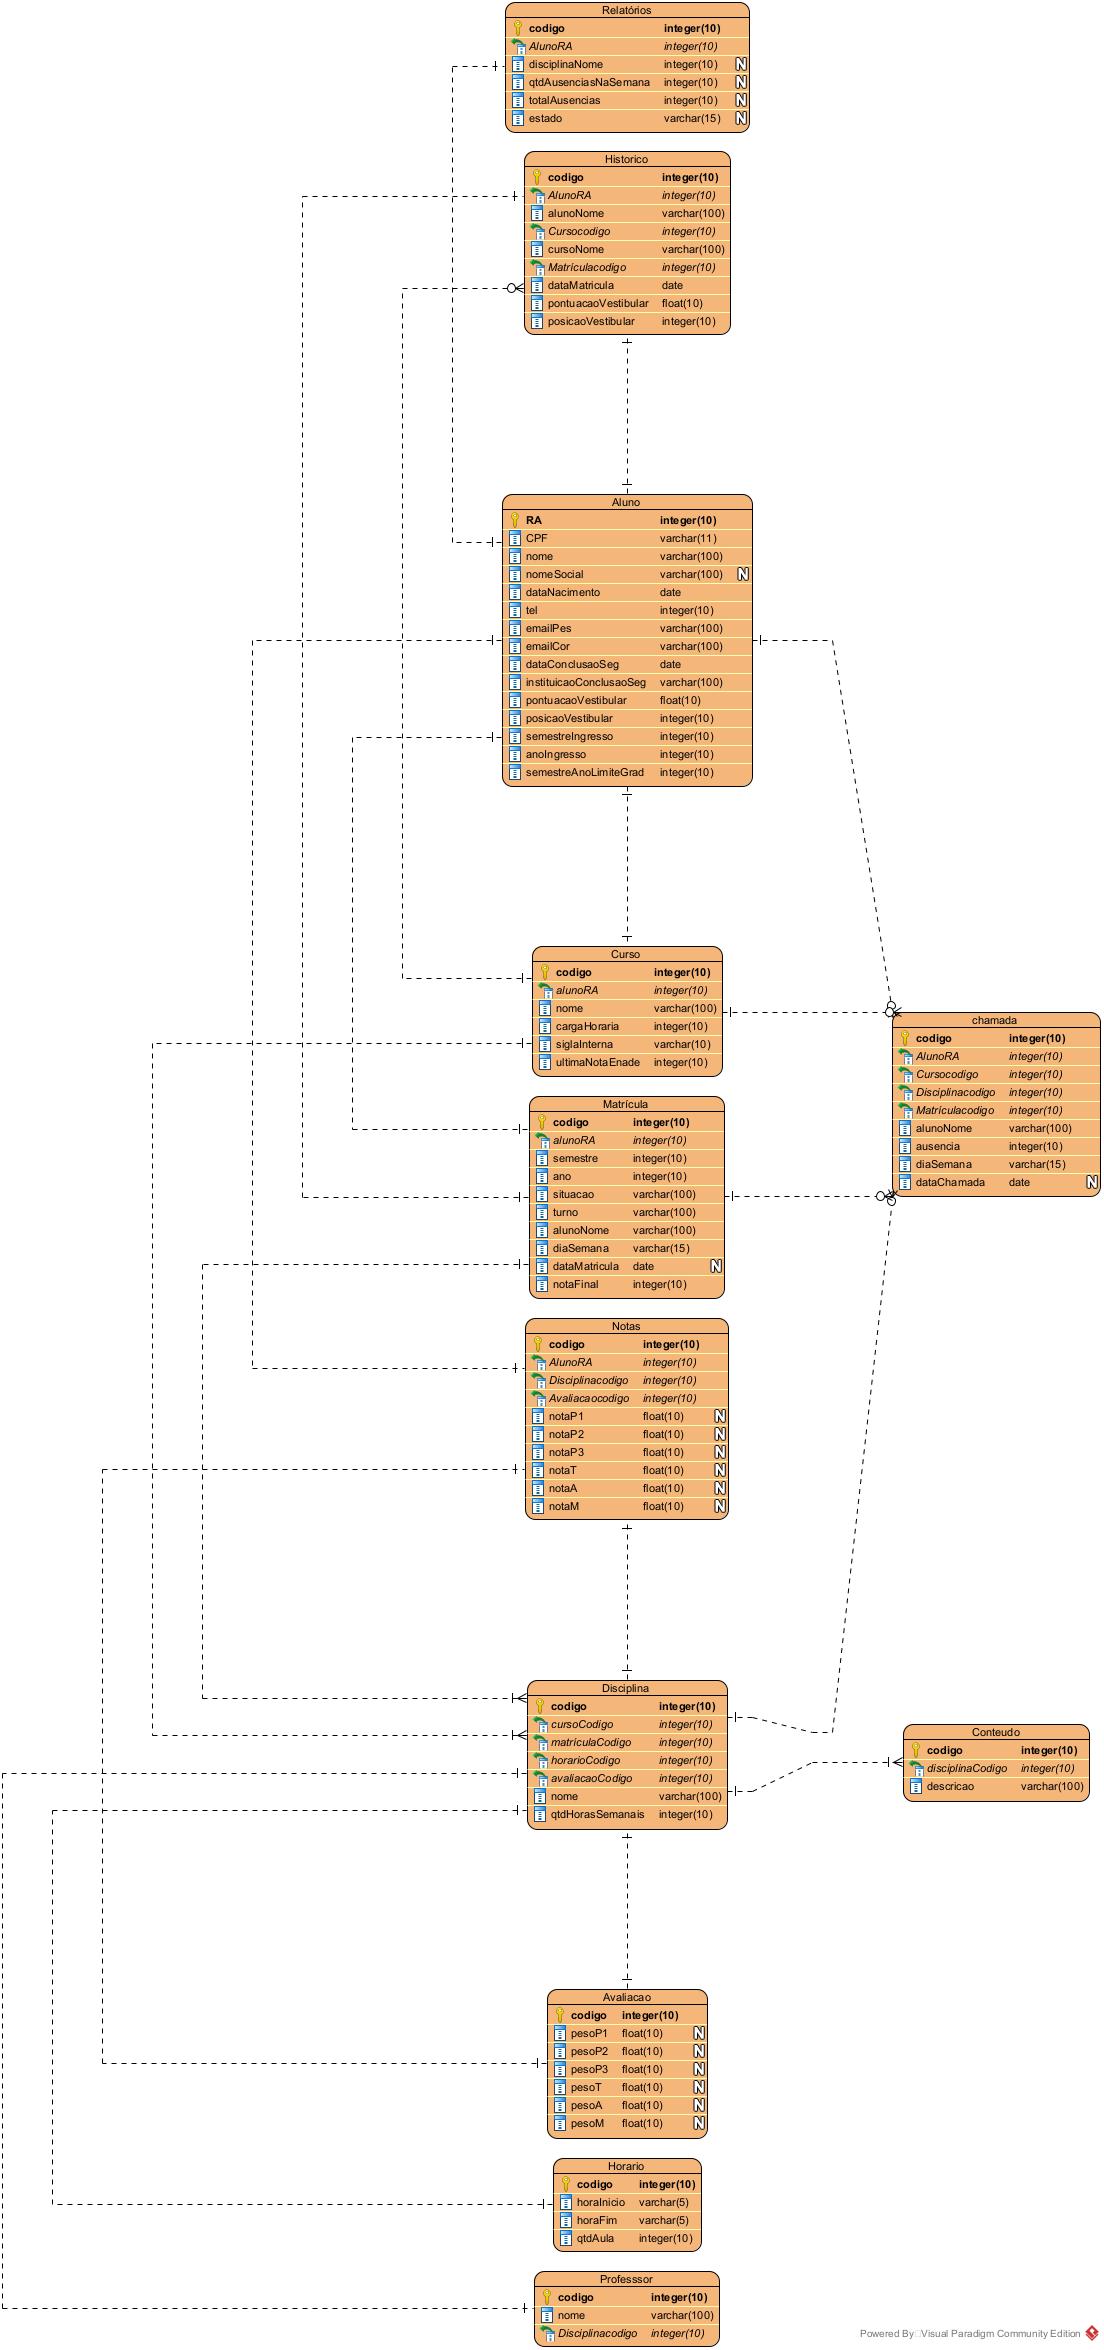 Relatórios
codigo integer(10)
AlunoRA integer(10)
disciplinaNome integer(10) N
qtdAusenciasNaSemana integer(10) N
totalAusencias integer(10) N
estado varchar(15) N
Historico
codigo integer(10)
AlunoRA integer(10)
alunoNome varchar(100)
Cursocodigo integer(10)
cursoNome varchar(100)
Matrículacodigo integer(10)
dataMatricula date
pontuacaoVestibular float(10)
posicaoVestibular integer(10)
Aluno
RA integer(10)
CPF varchar(11)
nome varchar(100)
nomeSocial varchar(100) N
dataNacimento date
tel integer(10)
emailPes varchar(100)
emailCor varchar(100)
dataConclusaoSeg date
instituicaoConclusaoSeg varchar(100)
pontuacaoVestibular float(10)
posicaoVestibular integer(10)
semestreIngresso integer(10)
anoIngresso integer(10)
semestreAnoLimiteGrad integer(10)
Curso
codigo integer(10)
alunoRA integer(10)
nome varchar(100)
cargaHoraria integer(10)
siglaInterna varchar(10)
ultimaNotaEnade integer(10)
chamada
codigo integer(10)
AlunoRA integer(10)
Cursocodigo integer(10)
Disciplinacodigo integer(10)
Matrículacodigo integer(10)
alunoNome varchar(100)
ausencia integer(10)
diaSemana varchar(15)
dataChamada date N
Matrícula
codigo integer(10)
alunoRA integer(10)
semestre integer(10)
ano integer(10)
situacao varchar(100)
turno varchar(100)
alunoNome varchar(100)
diaSemana varchar(15)
dataMatricula date N
notaFinal integer(10)
Notas
codigo integer(10)
AlunoRA integer(10)
Disciplinacodigo integer(10)
Avaliacaocodigo integer(10)
notaP1 float(10) N
notaP2 float(10) N
notaP3 float(10) N
notaT float(10) N
notaA float(10) N
notaM float(10) N
Disciplina
codigo integer(10)
cursoCodigo integer(10)
matrículaCodigo integer(10)
horarioCodigo integer(10)
avaliacaoCodigo integer(10)
nome varchar(100)
qtdHorasSemanais integer(10)
Conteudo
codigo integer(10)
disciplinaCodigo integer(10)
descricao varchar(100)
Avaliacao
codigo integer(10)
pesoP1 float(10) N
pesoP2 float(10) N
pesoP3 float(10) N
pesoT float(10) N
pesoA float(10) N
pesoM float(10) N
Horario
codigo integer(10)
horaInicio varchar(5)
horaFim varchar(5)
qtdAula integer(10)
Professsor
codigo integer(10)
nome varchar(100)
Disciplinacodigo integer(10)
Powered By Visual Paradigm Community Edition